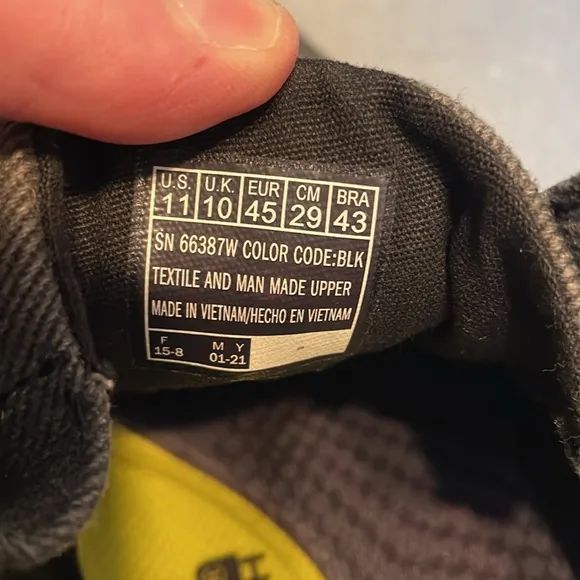 U.S. U.K. EUR CM BRA
11 10 45 29 43
SN 66387W COLOR CODE:BLK
TEXTILE AND MAN MADE UPPER
MADE IN VIETNAM/HECHO EN VIETNAM
F M Y
15-8 01-21